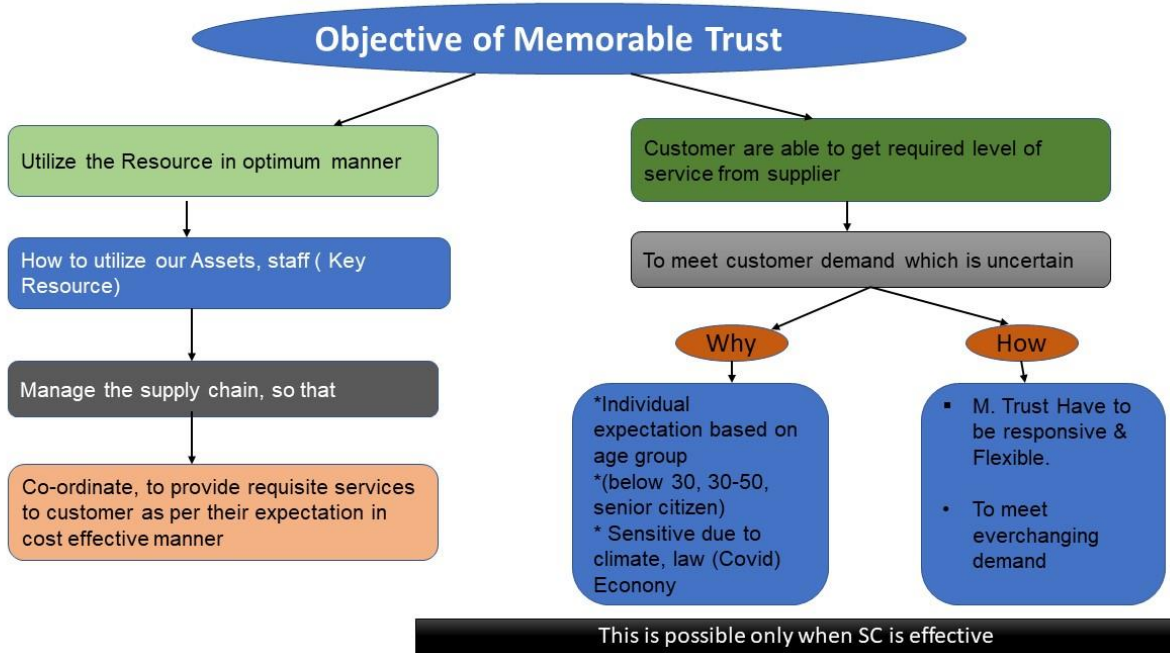 Objective of Memorable Trust
Utilize the Resource in optimum manner
How to utilize our Assets, staff ( Key
Resource)
Manage the supply chain, so that
Co-ordinate, to provide requisite services
to customer as per their expectation in
cost effective manner
Customer are able to get required level of
service from supplier
To meet customer demand which is uncertain
Why
*Individual
expectation based on
age group
*(below 30, 30-50,
senior citizen)
* Sensitive due to
climate, law (Covid)
Econony
How
▪ M. Trust Have to
be responsive &
Flexible.
• To meet
everchanging
demand
This is possible only when SC is effective